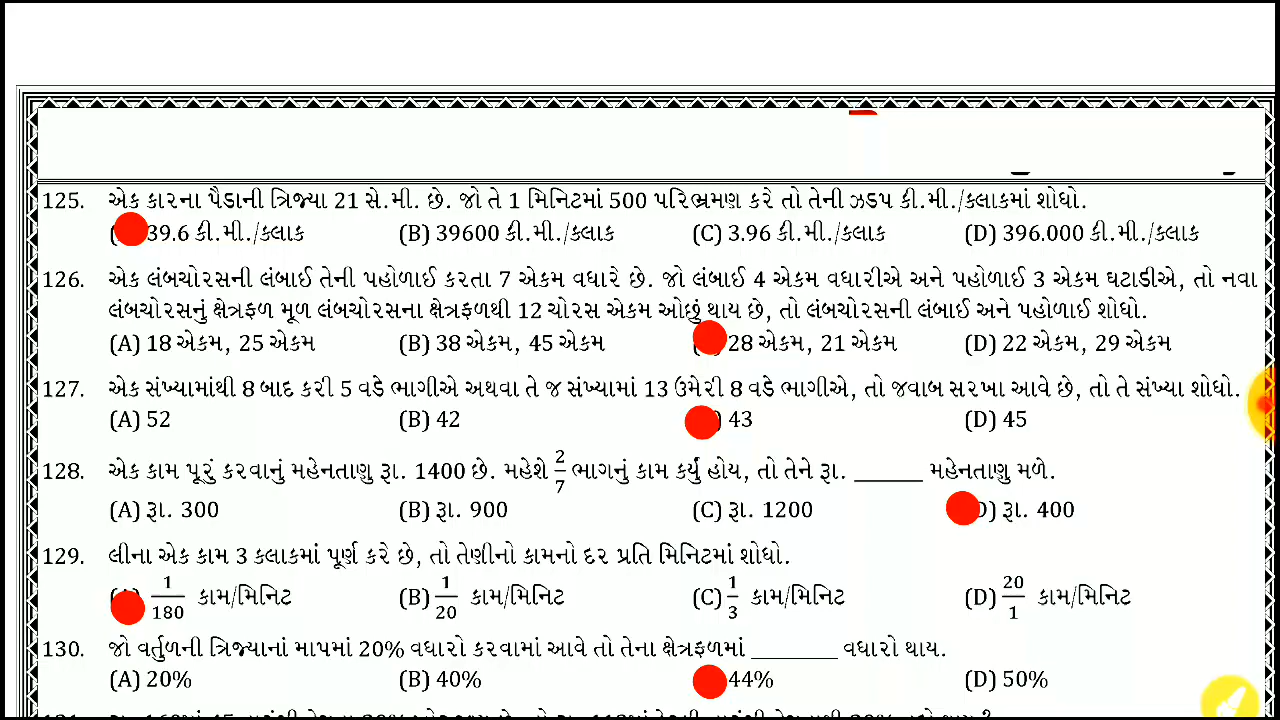 125. એક કારના પૈડાની ત્રિજ્યા 21 સે.મી. છે. જો તે 1 મિનિટમાં 500 પરિભ્રમણ કરે તો તેની ઝડપ કી.મી./કલાકમાં શોધો.
39.6 કી.મી./કલાક (B) 39600 કી.મી./કલાક (C) 3.96 કી.મી./કલાક (D) 396.000 કી.મી./કલાક
126. એક લંબચોરસની લંબાઈ તેની પહોળાઈ કરતા 7 એકમ વધારે છે. જો લંબાઈ 4 એકમ વધારીએ અને પહોળાઈ 3 એકમ ઘટાડીએ, તો નવા
લંબચોરસનું ક્ષેત્રફળ મૂળ લંબચોરસના ક્ષેત્રફળથી 12 ચોરસ એકમ ઓછું થાય છે, તો લંબચોરસની લંબાઈ અને પહોળાઈ શોધો.
(A) 18 એકમ, 25 એકમ (B) 38 એકમ, 45 એકમ 28 એકમ, 21 એકમ (D) 22 એકમ, 29 એકમ
127. એક સંખ્યામાંથી 8 બાદ કરી 5 વડે ભાગીએ અથવા તે જ સંખ્યામાં 13 ઉમેરી 8 વડે ભાગીએ, તો જવાબ સરખા આવે છે, તો તે સંખ્યા શોધો.
(A) 52 (B) 42 ) 43 (D) 45
128. એક કામ પૂરું કરવાનું મહેનતાણુ રૂા. 1400 છે. મહેશે 2/7 ભાગનું કામ કર્યું હોય, તો તેને રૂા. ______ મહેનતાણુ મળે.
(A) રૂા. 300 (B) રૂા. 900 (C) રૂા. 1200 D) રૂા. 400
129. લીના એક કામ 3 કલાકમાં પૂર્ણ કરે છે, તો તેણીનો કામનો દર પ્રતિ મિનિટમાં શોધો.
1/180 કામ/મિનિટ (B) 1/20 કામ/મિનિટ (C) 1/3 કામ/મિનિટ (D) 20/1 કામ/મિનિટ
130. જો વર્તુળની ત્રિજ્યાનાં માપમાં 20% વધારો કરવામાં આવે તો તેના ક્ષેત્રફળમાં ________ વધારો થાય.
(A) 20% (B) 40% 44% (D) 50%